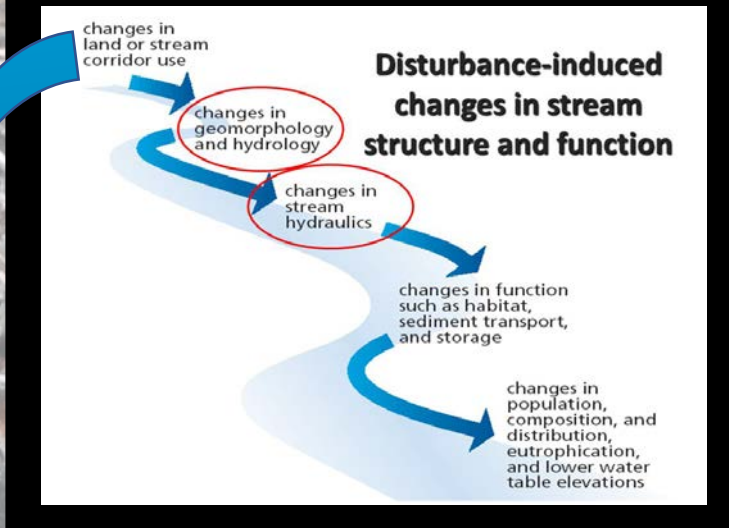 changes in
land or stream
corridor use
Disturbance-induced
changes in stream
structure and function
changes in
geomorphology
and hydrology
changes in
stream
hydraulics
changes in function
such as habitat,
sediment transport,
and storage
changes in
population,
composition, and
distribution,
eutrophication,
and lower water
table elevations